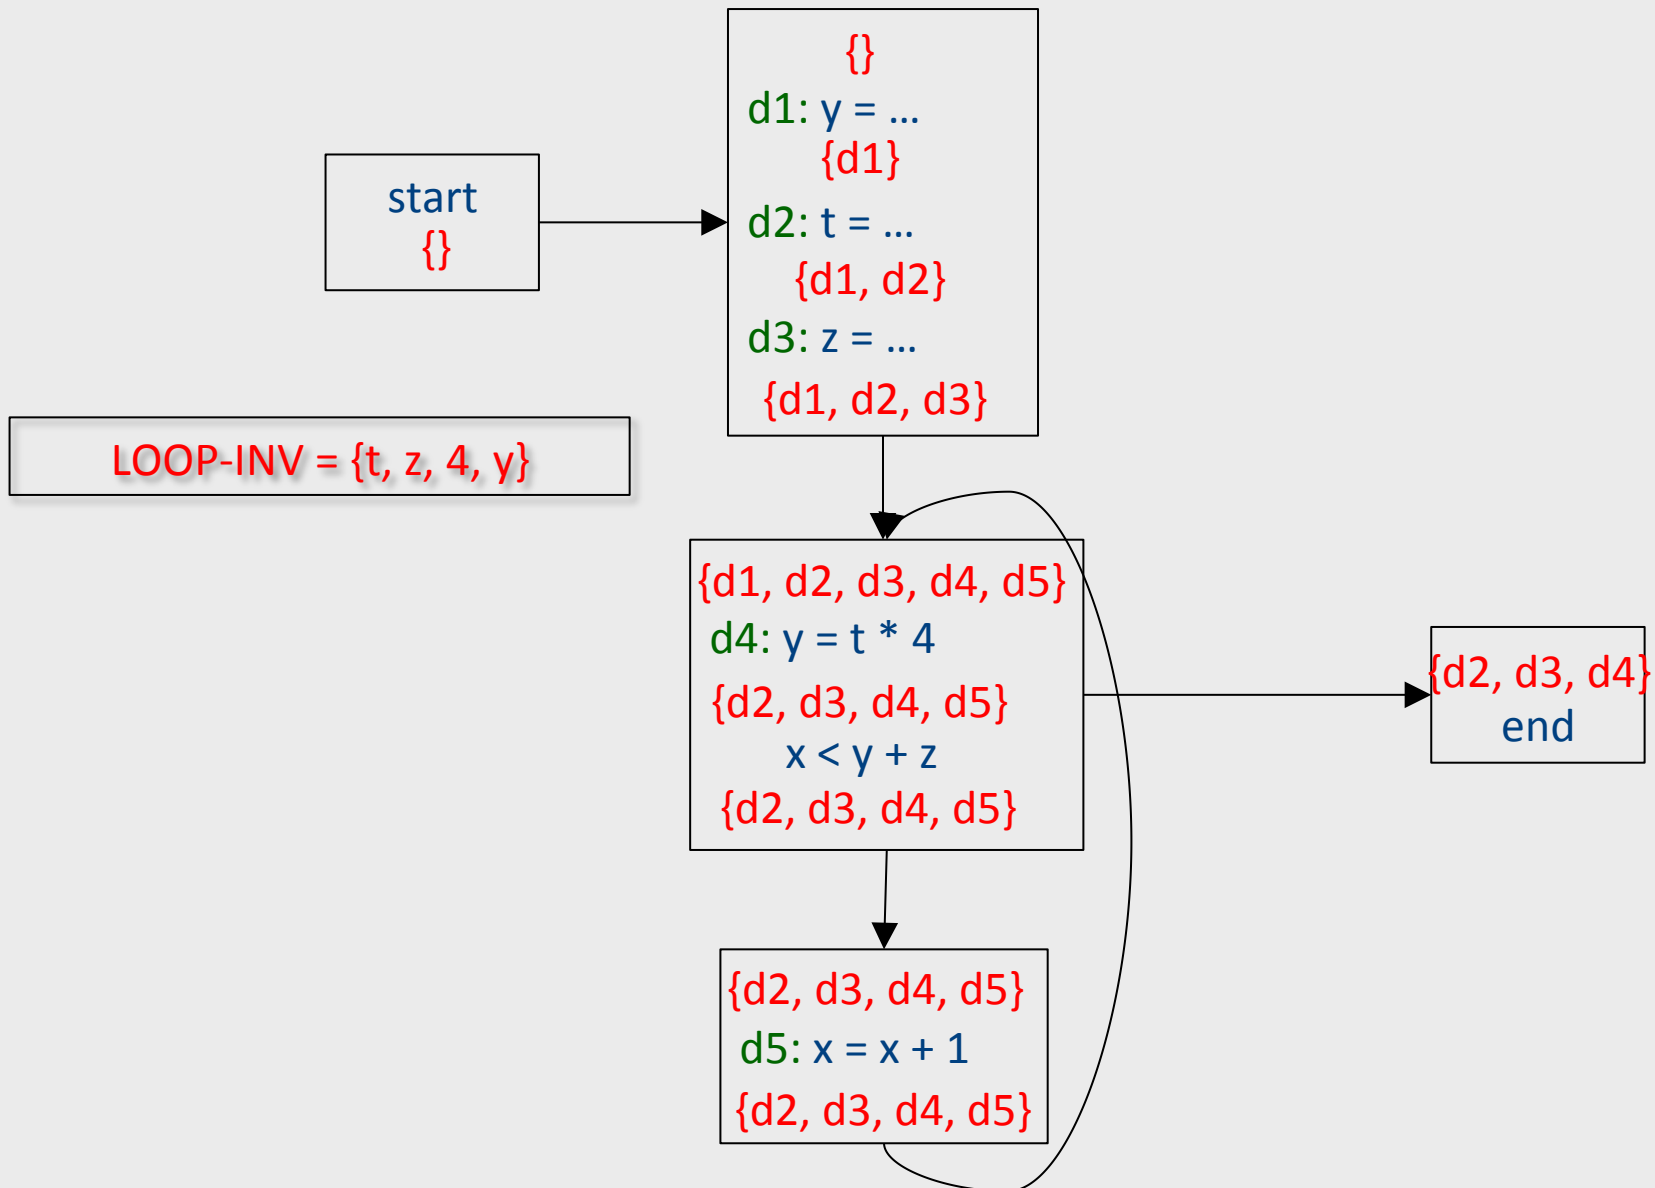 {}
d1: y = ...
{d1}
start
{}
d2: t = ...
{d1, d2}
d3: z = ...
{d1, d2, d3}
LOOP-INV = {t, z, 4, y}
{d1, d2, d3, d4, d5}
d4: y = t * 4
{d2, d3, d4, d5}
x < y + z
{d2, d3, d4, d5}
{d2, d3, d4}
end
{d2, d3, d4, d5}
d5: x = x + 1
{d2, d3, d4, d5}